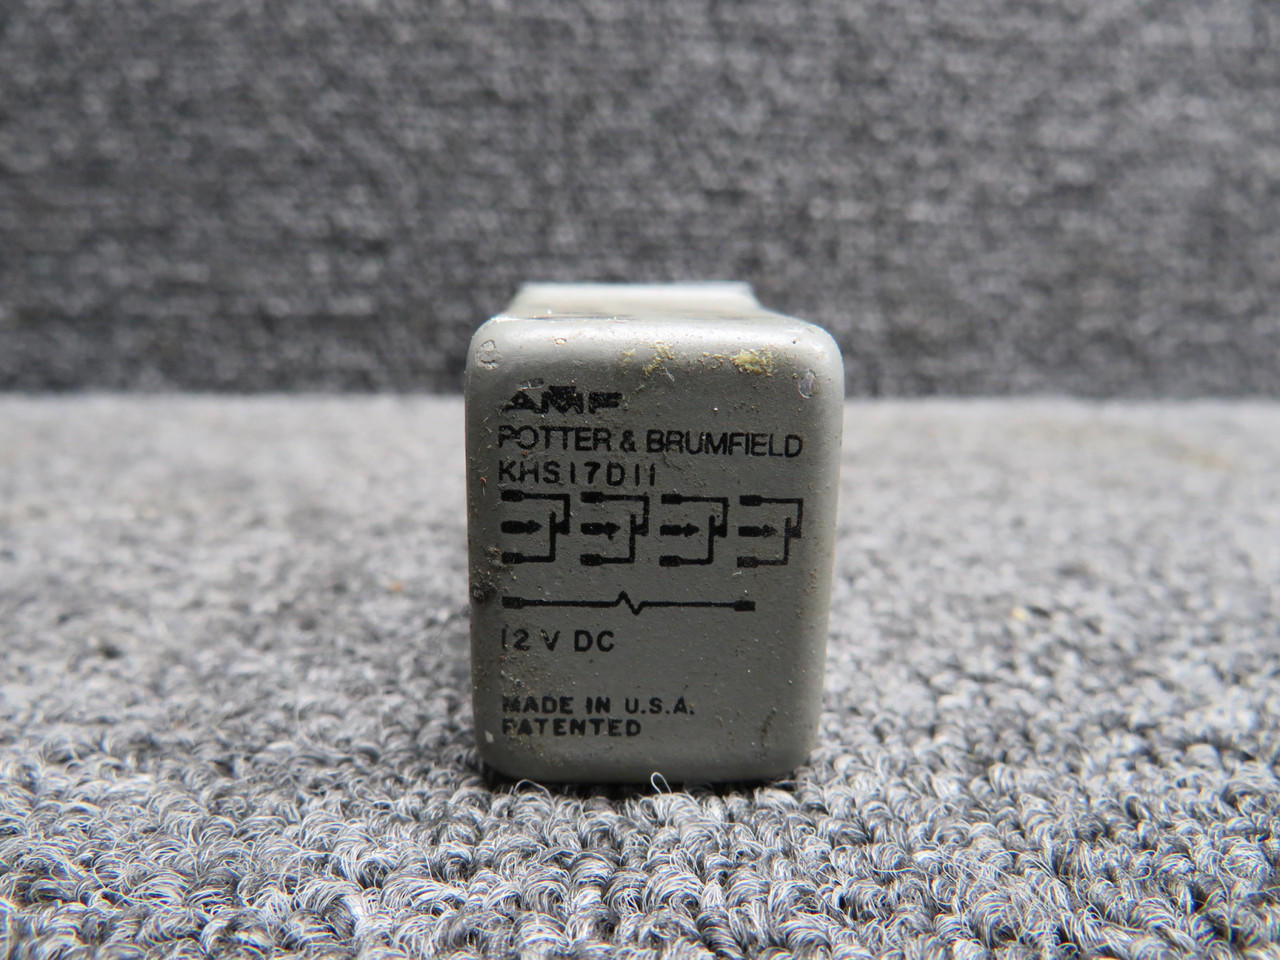 AMF
POTTER & BRUMFIELD
KHS17D11
12 V DC
MADE IN U.S.A.
PATENTED